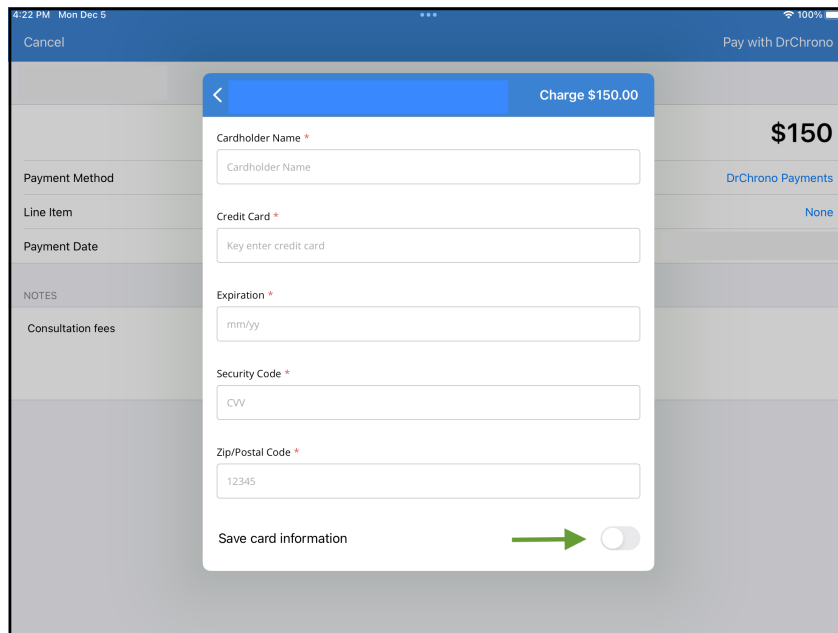 4:22 PM Mon Dec 5
100%
Cancel
Pay with DrChrono
Charge $150.00
$150
Payment Method
DrChrono Payments
Line Item
None
Payment Date
NOTES
Consultation fees
Cardholder Name *
Cardholder Name
Credit Card *
Key enter credit card
Expiration *
mm/yy
Security Code *
CVV
Zip/Postal Code *
12345
Save card information